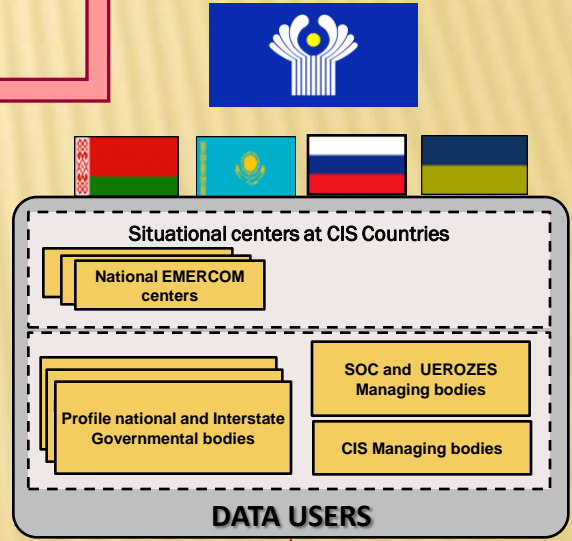 Situational centers at CIS Countries
National EMERCOM
centers
Profile national and Interstate
Governmental bodies
SOC and UEROZES
Managing bodies
CIS Managing bodies
DATA USERS